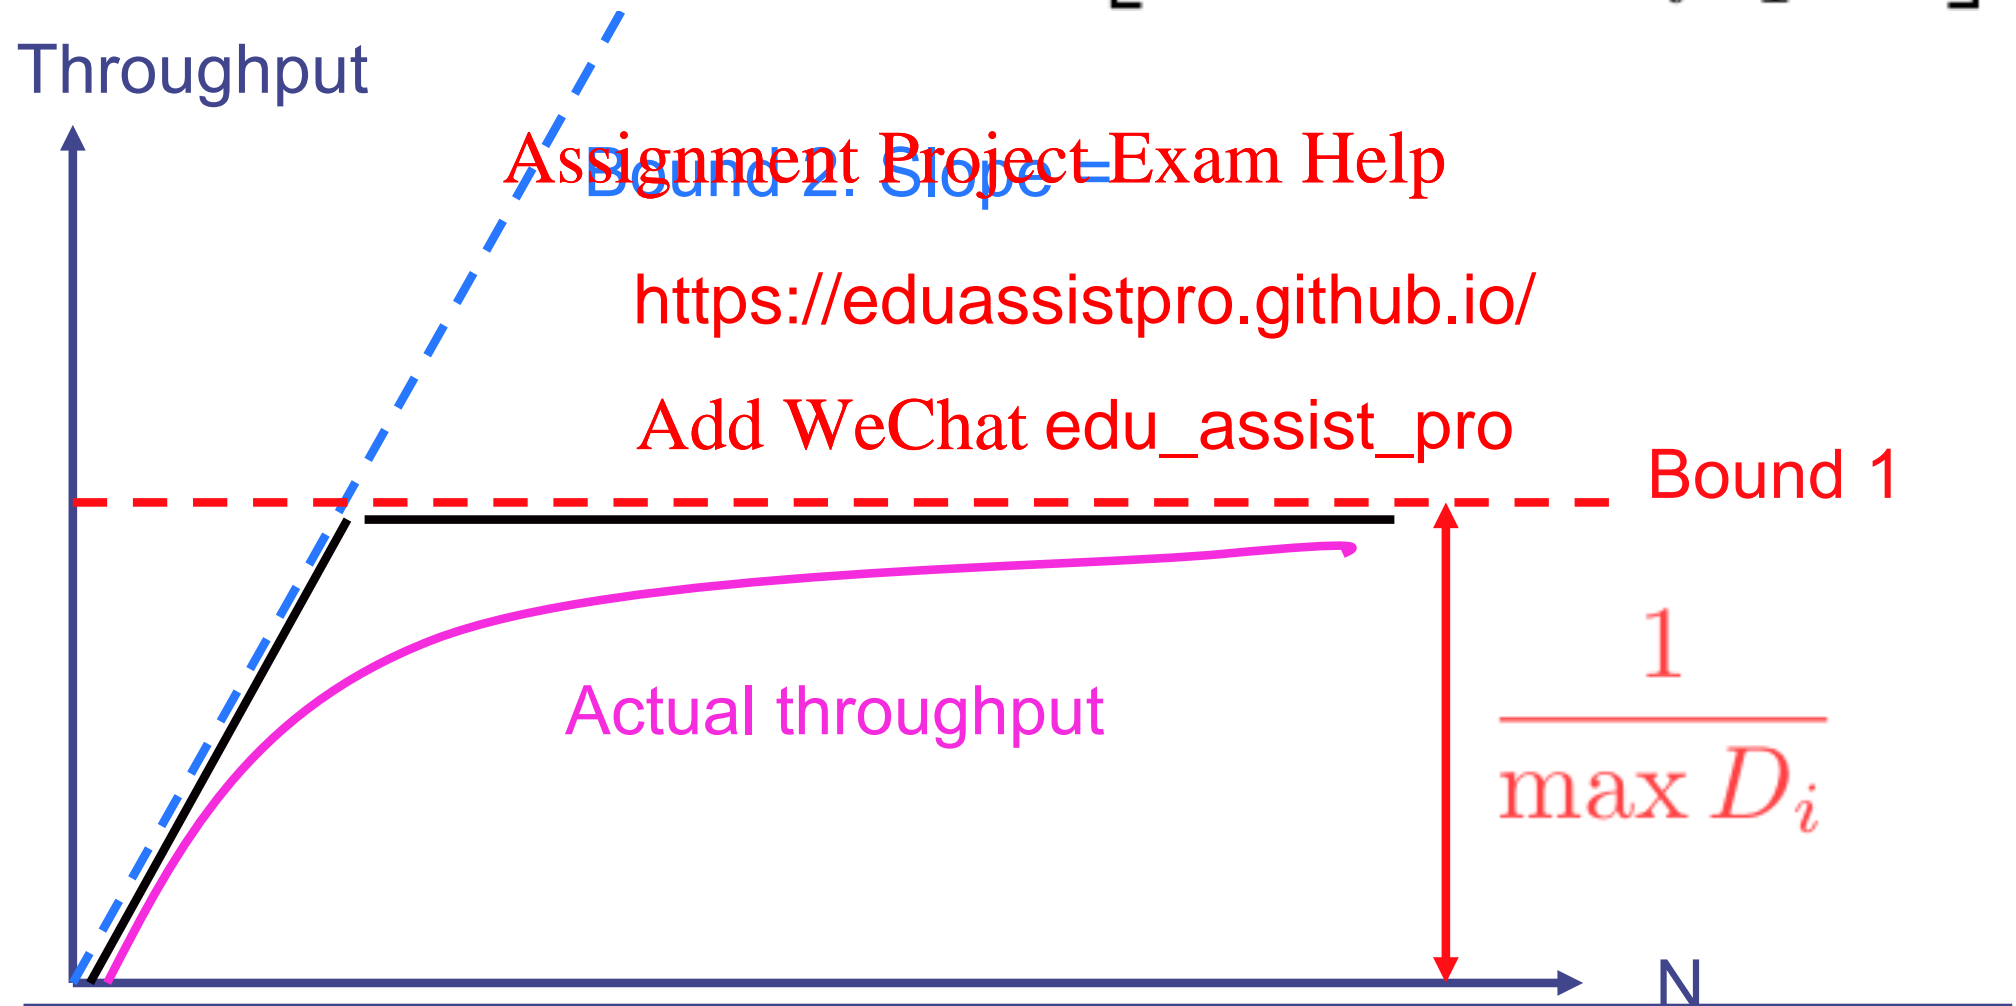 Throughput
Assignment Project Exam Help
Bound 2: Slope =
https://eduassistpro.github.io/
Add WeChat edu_assist_pro
Bound 1
Actual throughput
1
max D_i
N